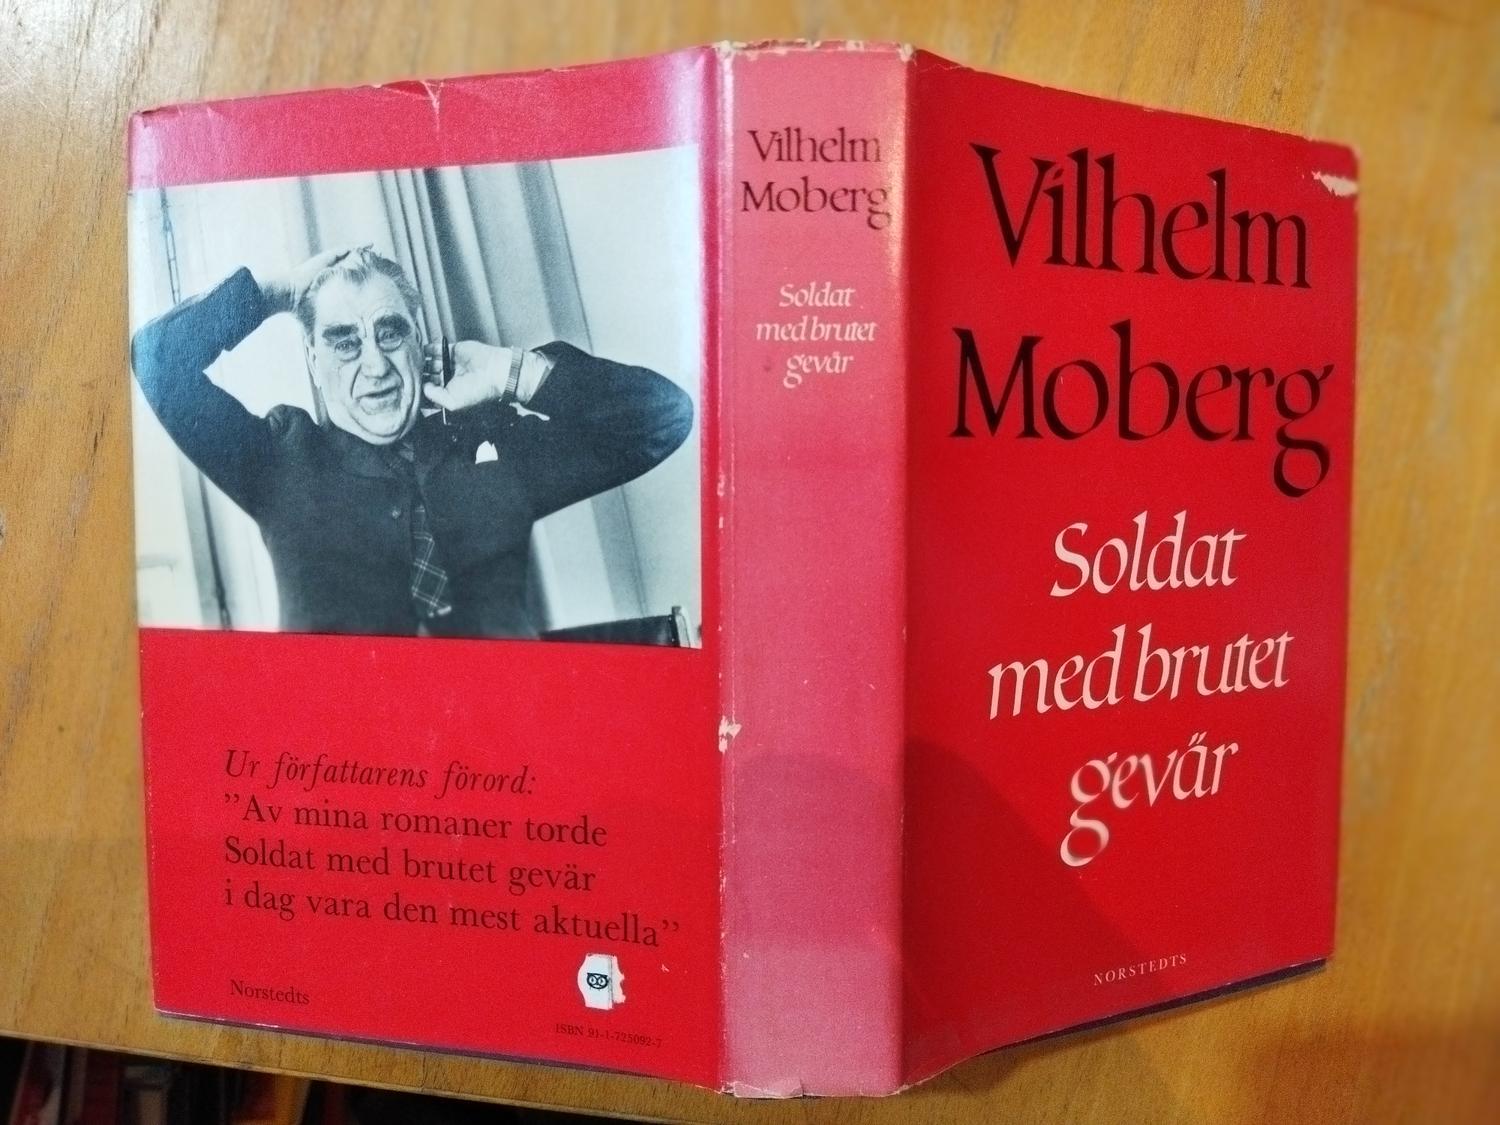 Ur författarens förord:
”Av mina romaner torde
Soldat med brutet gevär
i dag vara den mest aktuella”
Norstedts
ISBN 91-1-725092-7
Vilhelm
Moberg
Soldat
med brutet
gevär
Vilhelm
Moberg
Soldat
med brutet
gevär
NORSTEDTS